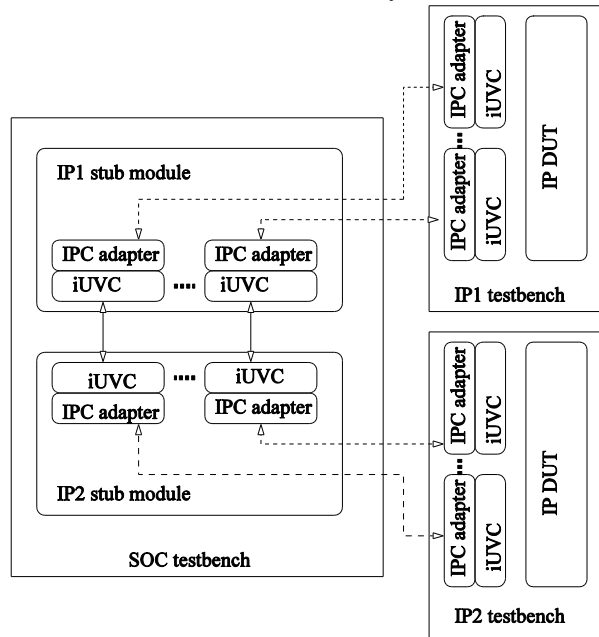 IP1 stub module
IPC adapter
iUVC
IPC adapter
iUVC
iUVC
IPC adapter
iUVC
IPC adapter
IP2 stub module
SOC testbench
IPC adapter
iUVC
IPC adapter
iUVC
IP DUT
IP1 testbench
IPC adapter
iUVC
IPC adapter
iUVC
IP DUT
IP2 testbench